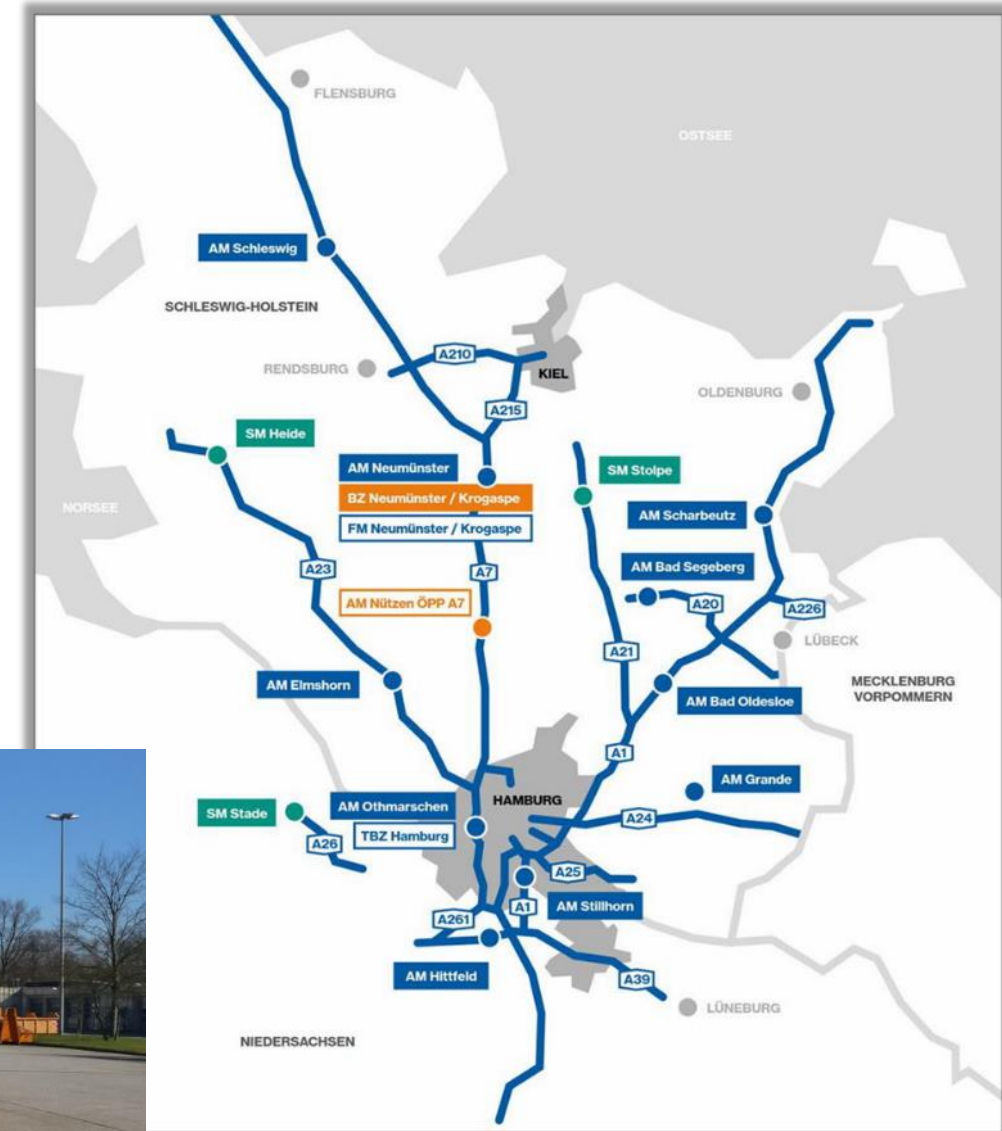 FLENSBURG
OSTSEE
AM Schleswig
SCHLESWIG-HOLSTEIN
RENDSBURG
A210
KIEL
OLDENBURG
A215
SM Heide
AM Neumünster
SM Stolpe
BZ Neumünster / Krogaspe
NORSEE
AM Scharbeutz
FM Neumünster / Krogaspe
AM Bad Segeberg
A23
A7
AM Nützen ÖPP A7
A20
A226
LÜBECK
A21
AM Elmshorn
MECKLENBURG
VORPOMMERN
AM Bad Oldesloe
A1
AM Grande
HAMBURG
AM Othmarschen
SM Stade
A24
TBZ Hamburg
A26
A25
A1
AM Stillhorn
A261
AM Hittfeld
A39
LÜNEBURG
NIEDERSACHSEN